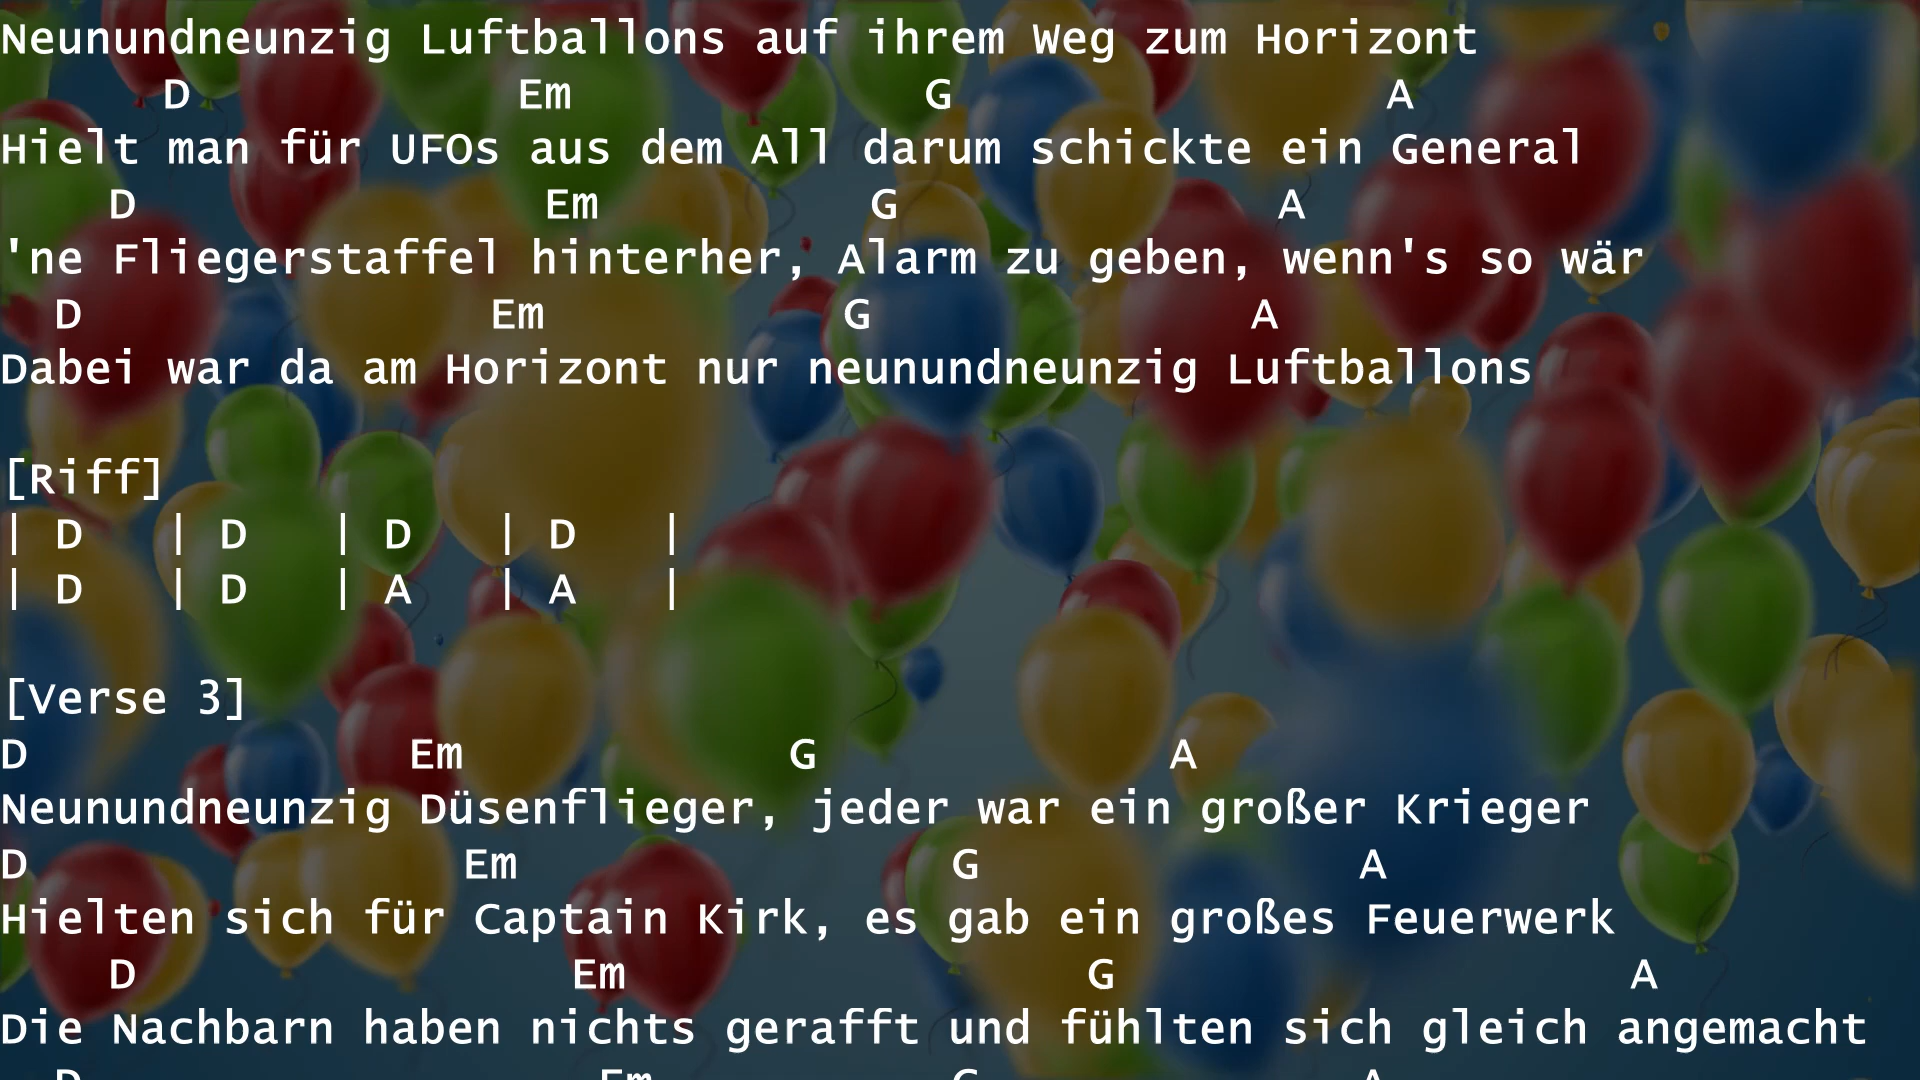 Neunundneunzig Luftballons auf ihrem Weg zum Horizont
D Em G A
Hielt man für UFOs aus dem All darum schickte ein General
D Em G A
'ne Fliegerstaffel hinterher, Alarm zu geben, wenn's so wär
D Em G A
Dabei war da am Horizont nur neunundneunzig Luftballons
[Riff]
| D | D | D | D |
| D | D | A | A |
[Verse 3]
D Em G A
Neunundneunzig Düsenflieger, jeder war ein großer Krieger
D Em G A
Hielten sich für Captain Kirk, es gab ein großes Feuerwerk
D Em G A
Die Nachbarn haben nichts gerafft und fühlten sich gleich angemacht
D Em G A